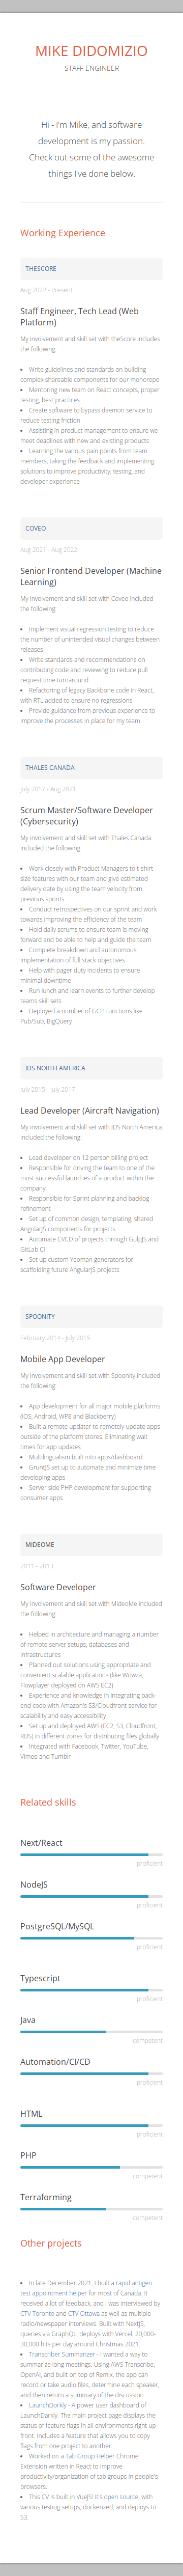 MIKE DIDOMIZIO
STAFF ENGINEER
Hi - I'm Mike, and software
development is my passion.
Check out some of the awesome
things I've done below.
Working Experience
THESCORE
Aug 2022 - Present
Staff Engineer, Tech Lead (Web
Platform)
My involvement and skill set with theScore includes
the following:
• Write guidelines and standards on building
complex shareable components for our monorepo
• Mentoring new team on React concepts, proper
testing, best practices
• Create software to bypass daemon service to
reduce testing friction
• Assisting in product management to ensure we
meet deadlines with new and existing products
• Learning the various pain points from team
members, taking the feedback and implementing
solutions to improve productivity, testing, and
developer experience
COVEO
Aug 2021 - Aug 2022
Senior Frontend Developer (Machine
Learning)
My involvement and skill set with Coveo included
the following:
• Implement visual regression testing to reduce
the number of unintended visual changes between
releases
• Write standards and recommendations on
contributing code and reviewing to reduce pull
request time turnaround
• Refactoring of legacy Backbone code in React,
with RTL added to ensure no regressions
• Provide guidance from previous experience to
improve the processes in place for my team
THALES CANADA
July 2017 - Aug 2021
Scrum Master/Software Developer
(Cybersecurity)
My involvement and skill set with Thales Canada
included the following:
• Work closely with Product Managers to t-shirt
size features with our team and give estimated
delivery date by using the team velocity from
previous sprints
• Conduct retrospectives on our sprint and work
towards improving the efficiency of the team
• Hold daily scrums to ensure team is moving
forward and be able to help and guide the team
• Complete breakdown and autonomous
implementation of full stack objectives
• Help with pager duty incidents to ensure
minimal downtime
• Run lunch and learn events to further develop
teams skill sets
• Deployed a number of GCP Functions like
Pub/Sub, BigQuery
IDS NORTH AMERICA
July 2015 - July 2017
Lead Developer (Aircraft Navigation)
My involvement and skill set with IDS North America
included the following:
• Lead developer on 12 person billing project
• Responsible for driving the team to one of the
most successful launches of a product within the
company
• Responsible for Sprint planning and backlog
refinement
• Set up of common design, templating, shared
AngularJS components for projects
• Automate CI/CD of projects through GulpJS and
GitLab CI
• Set up custom Yeoman generators for
scaffolding future AngularJS projects
SPOONITY
February 2014 - July 2015
Mobile App Developer
My involvement and skill set with Spoonity included
the following:
• App development for all major mobile platforms
(iOS, Android, WP8 and Blackberry)
• Built a remote updater to remotely update apps
outside of the platform stores. Eliminating wait
times for app updates
• Multilingualism built into apps/dashboard
• GruntJS set up to automate and minimize time
developing apps
• Server side PHP development for supporting
consumer apps
MIDEOME
2011 - 2013
Software Developer
My involvement and skill set with MideoMe included
the following:
• Helped in architecture and managing a number
of remote server setups, databases and
infrastructures
• Planned out solutions using appropriate and
convenient scalable applications (like Wowza,
Flowplayer deployed on AWS EC2)
• Experience and knowledge in integrating back-
end code with Amazon's S3/Cloudfront service for
scalability and easy accessibility
• Set up and deployed AWS (EC2, S3, Cloudfront,
RDS) in different zones for distributing files globally
• Integrated with Facebook, Twitter, YouTube,
Vimeo and Tumblr
Related skills
Next/React
proficient
NodeJS
proficient
PostgreSQL/MySQL
proficient
Typescript
proficient
Java
competent
Automation/CI/CD
proficient
HTML
proficient
PHP
competent
Terraforming
competent
Other projects
• In late December 2021, I built a rapid antigen
test appointment helper for most of Canada. It
received a lot of feedback, and I was interviewed by
CTV Toronto and CTV Ottawa as well as multiple
radio/newspaper interviews. Built with NextJS,
queries via GraphQL, deploys with Vercel. 20,000-
30,000 hits per day around Christmas 2021.
• Transcriber Summarizer - I wanted a way to
summarize long meetings. Using AWS Transcribe,
OpenAI, and built on top of Remix, the app can
record or take audio files, determine each speaker,
and then return a summary of the discussion.
• LaunchDorkly - A power user dashboard of
LaunchDarkly. The main project page displays the
status of feature flags in all environments right up
front. Includes a feature that allows you to copy
flags from one project to another
• Worked on a Tab Group Helper Chrome
Extension written in React to improve
productivity/organization of tab groups in people's
browsers.
• This CV is built in VueJS! It's open source, with
various testing setups, dockerized, and deploys to
S3.